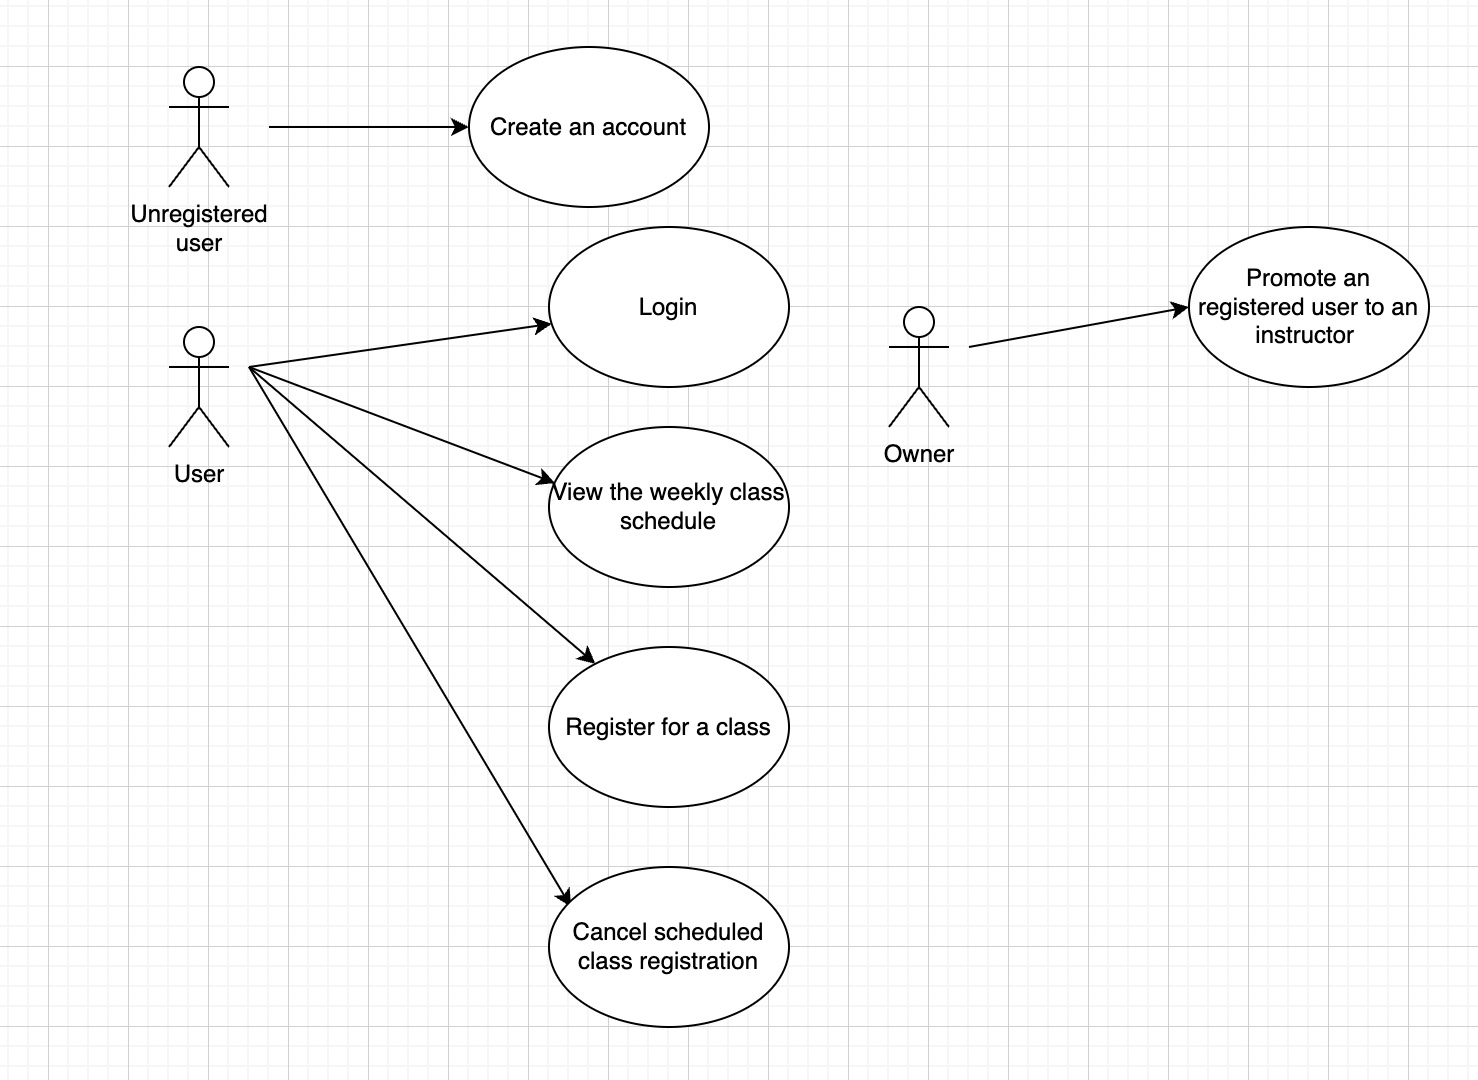 Create an account
Unregistered
user
Login
User
View the weekly class
schedule
Register for a class
Cancel scheduled
class registration
Promote an
registered user to an
instructor
Owner